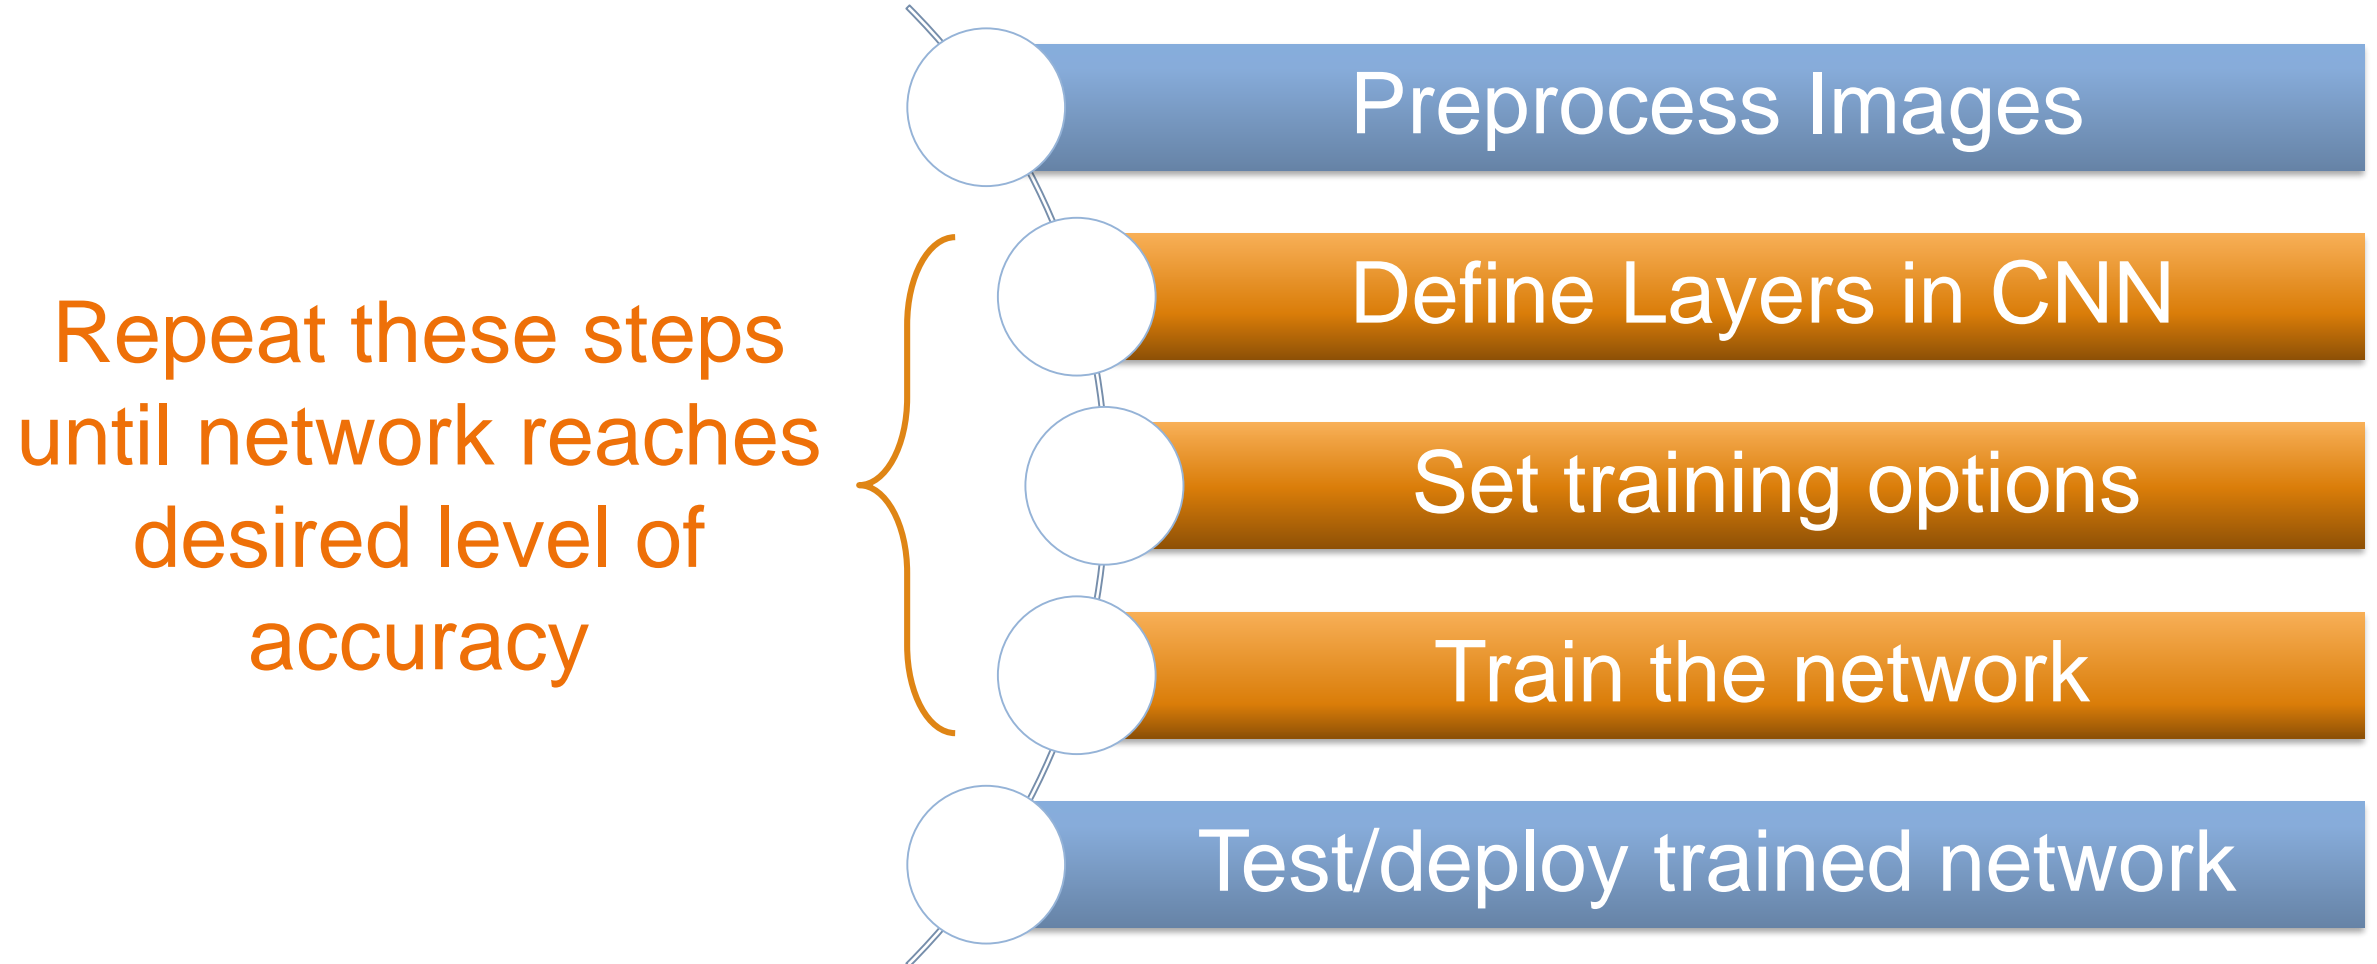 Preprocess Images
Repeat these steps
until network reaches
desired level of
accuracy
Define Layers in CNN
Set training options
Train the network
Test/deploy trained network